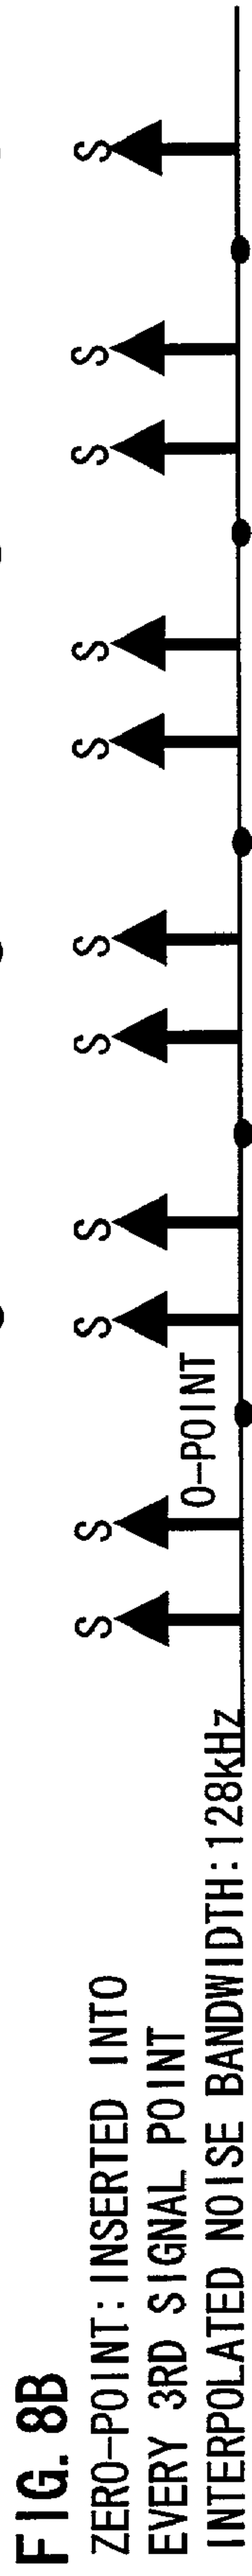 FIG. 8B
ZERO-POINT: INSERTED INTO
EVERY 3RD SIGNAL POINT
INTERPOLATED NOISE BANDWIDTH: 128kHz
S S S S S S S S S S S
0-POINT